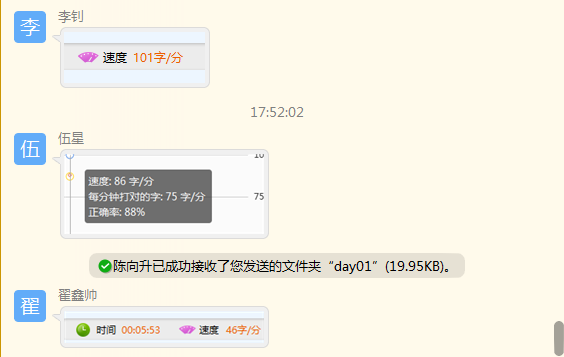 李
李钊
速度 101字/分
17:52:02
伍
伍星
10
速度: 86 字/分
每分钟打对的字: 75 字/分
75
正确率: 88%
陈向升已成功接收了您发送的文件夹“day01”(19.95KB)。
翟
翟鑫帅
时间 00:05:53 速度 46字/分